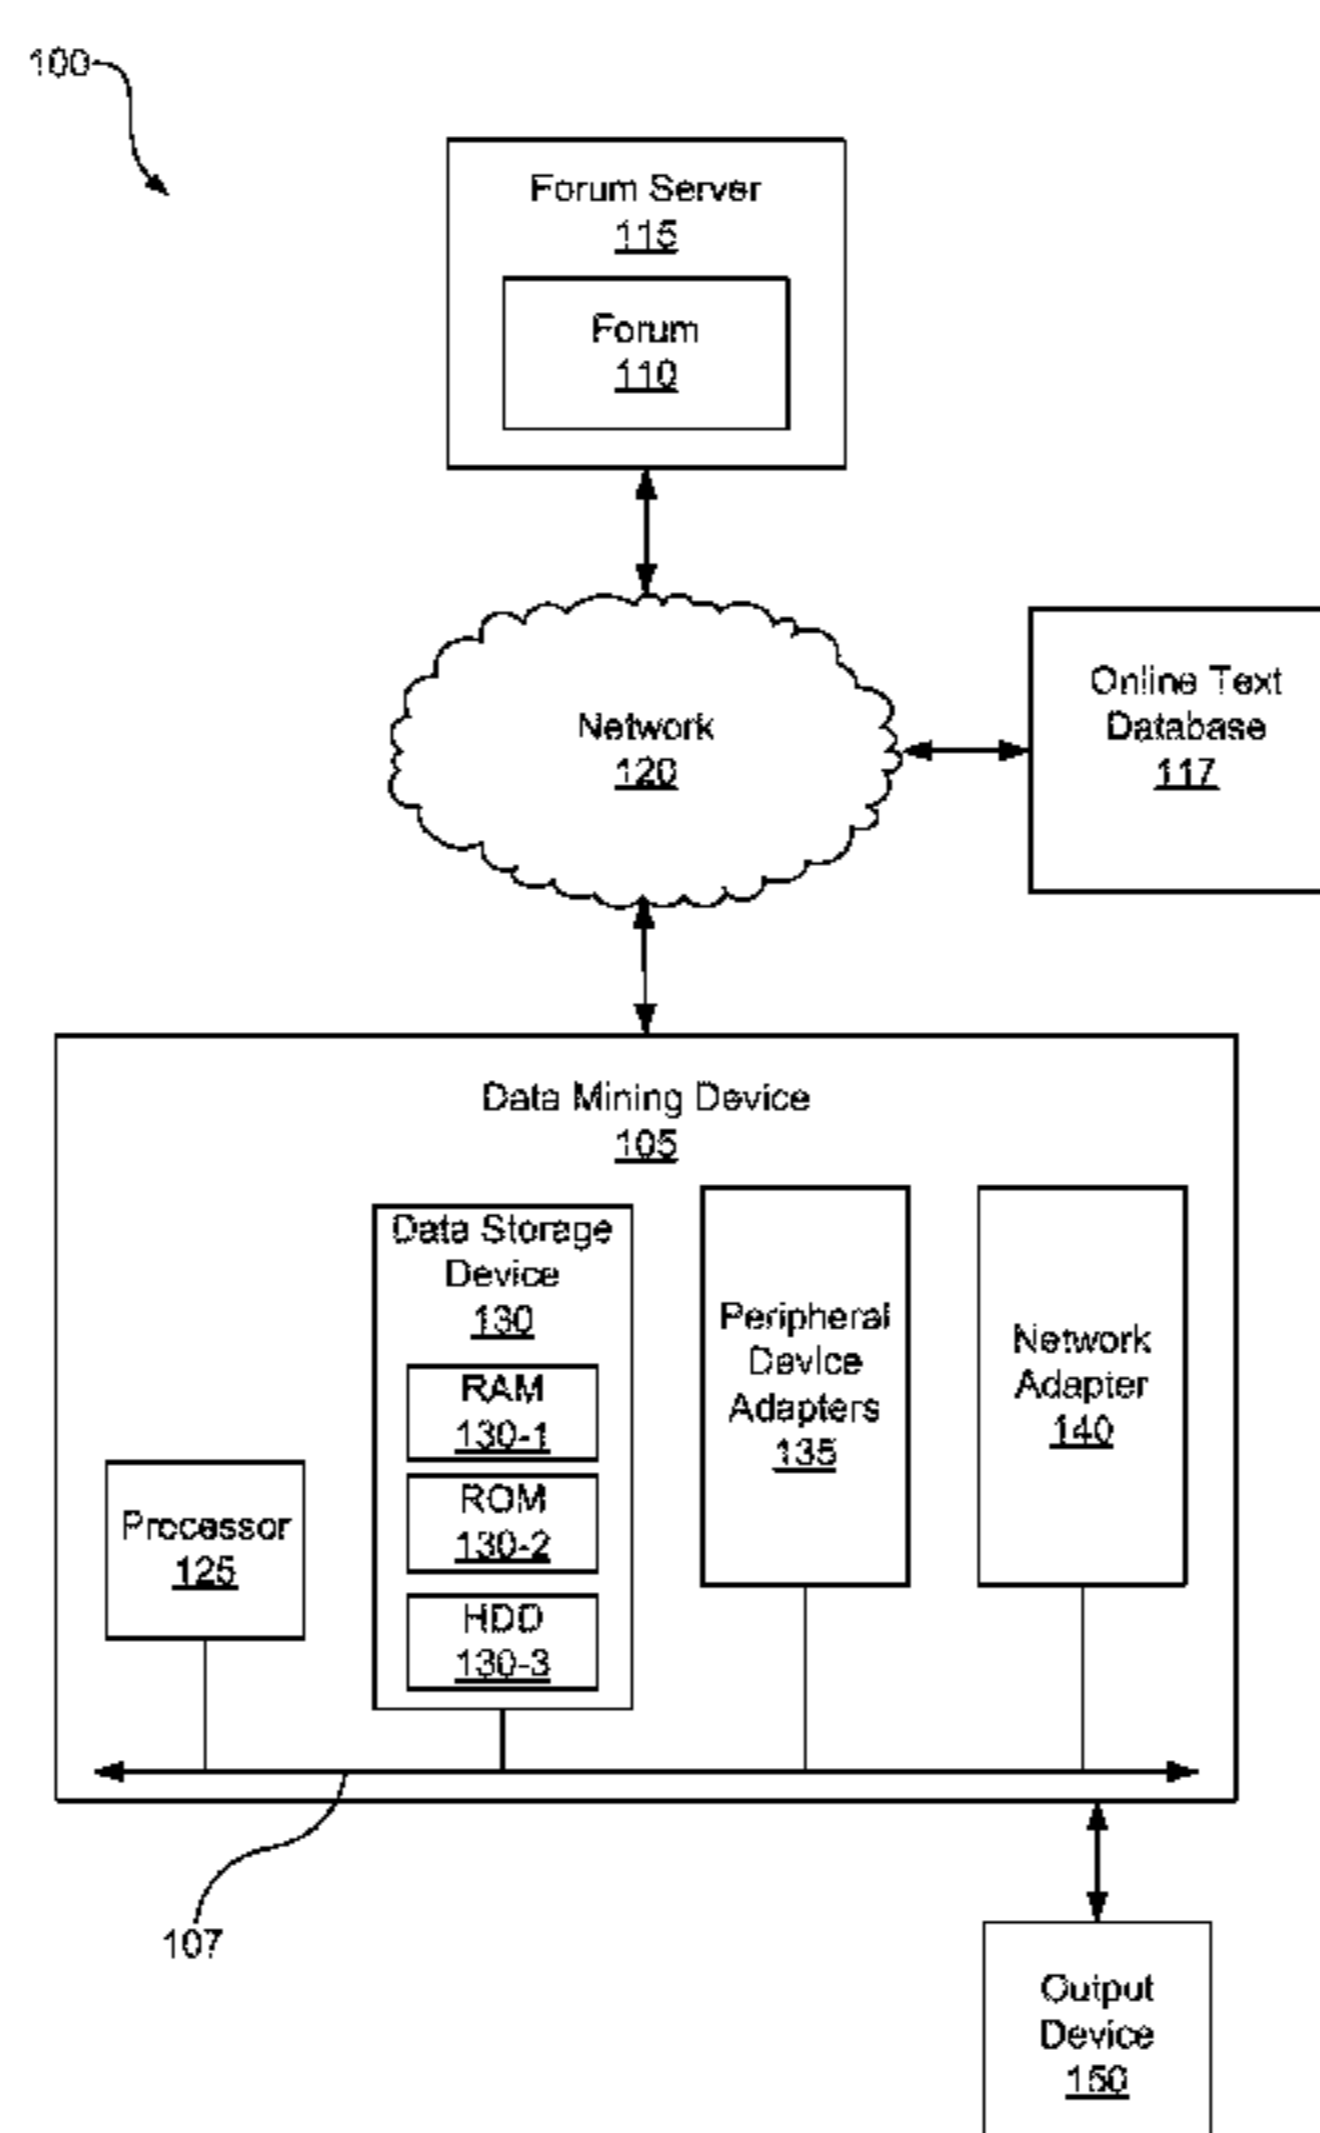 100
Forum Server
115
Forum
110
Network
120
Online Text
Database
117
Data Mining Device
105
Data Storage
Device
130
RAM
130-1
ROM
130-2
HDD
130-3
Processor
125
Peripheral
Device
Adapters
135
Network
Adapter
140
107
Output
Device
150